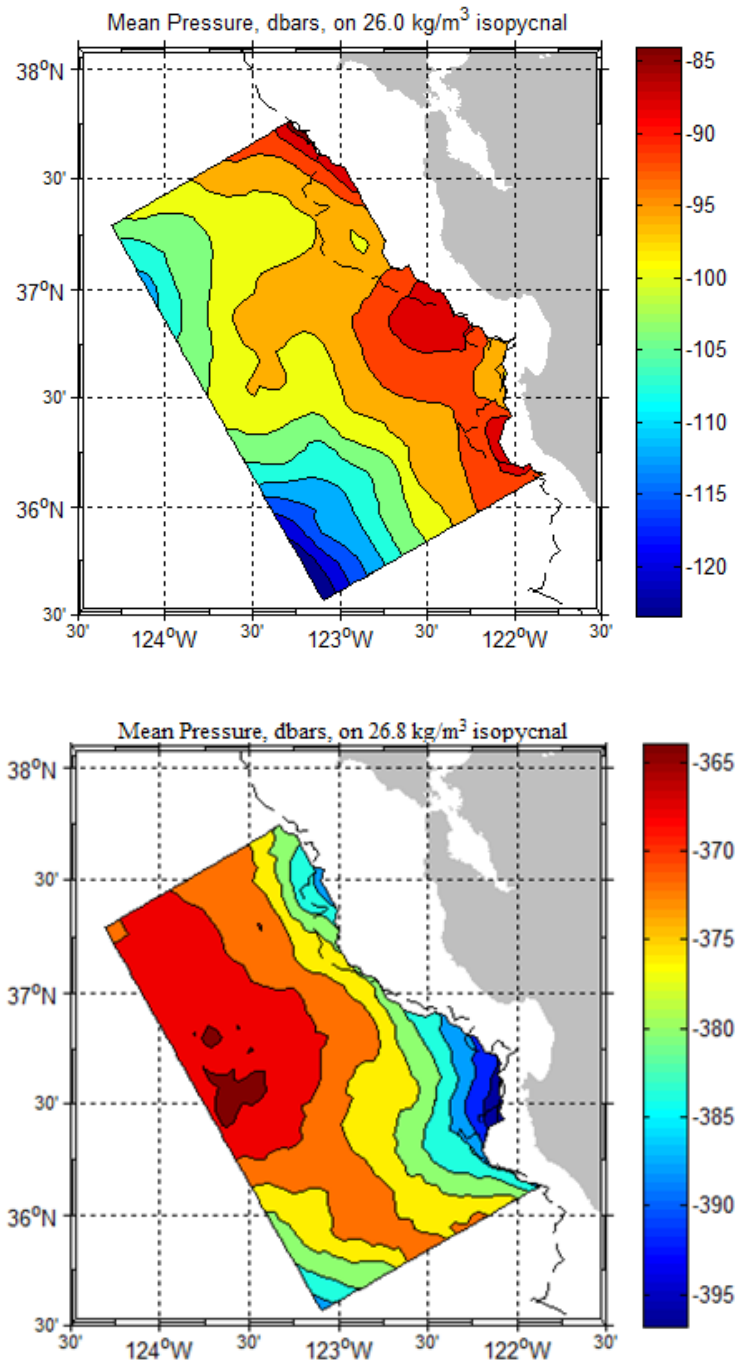 Mean Pressure, dbars, on 26.0 kg/m³ isopycnal
38°N
30'
37°N
30'
36°N
30'
30' 124°W 30' 123°W 30' 122°W 30'
-85
-90
-95
-100
-105
-110
-115
-120
Mean Pressure, dbars, on 26.8 kg/m³ isopycnal
38°N
30'
37°N
30'
36°N
30'
30' 124°W 30' 123°W 30' 122°W 30'
-365
-370
-375
-380
-385
-390
-395